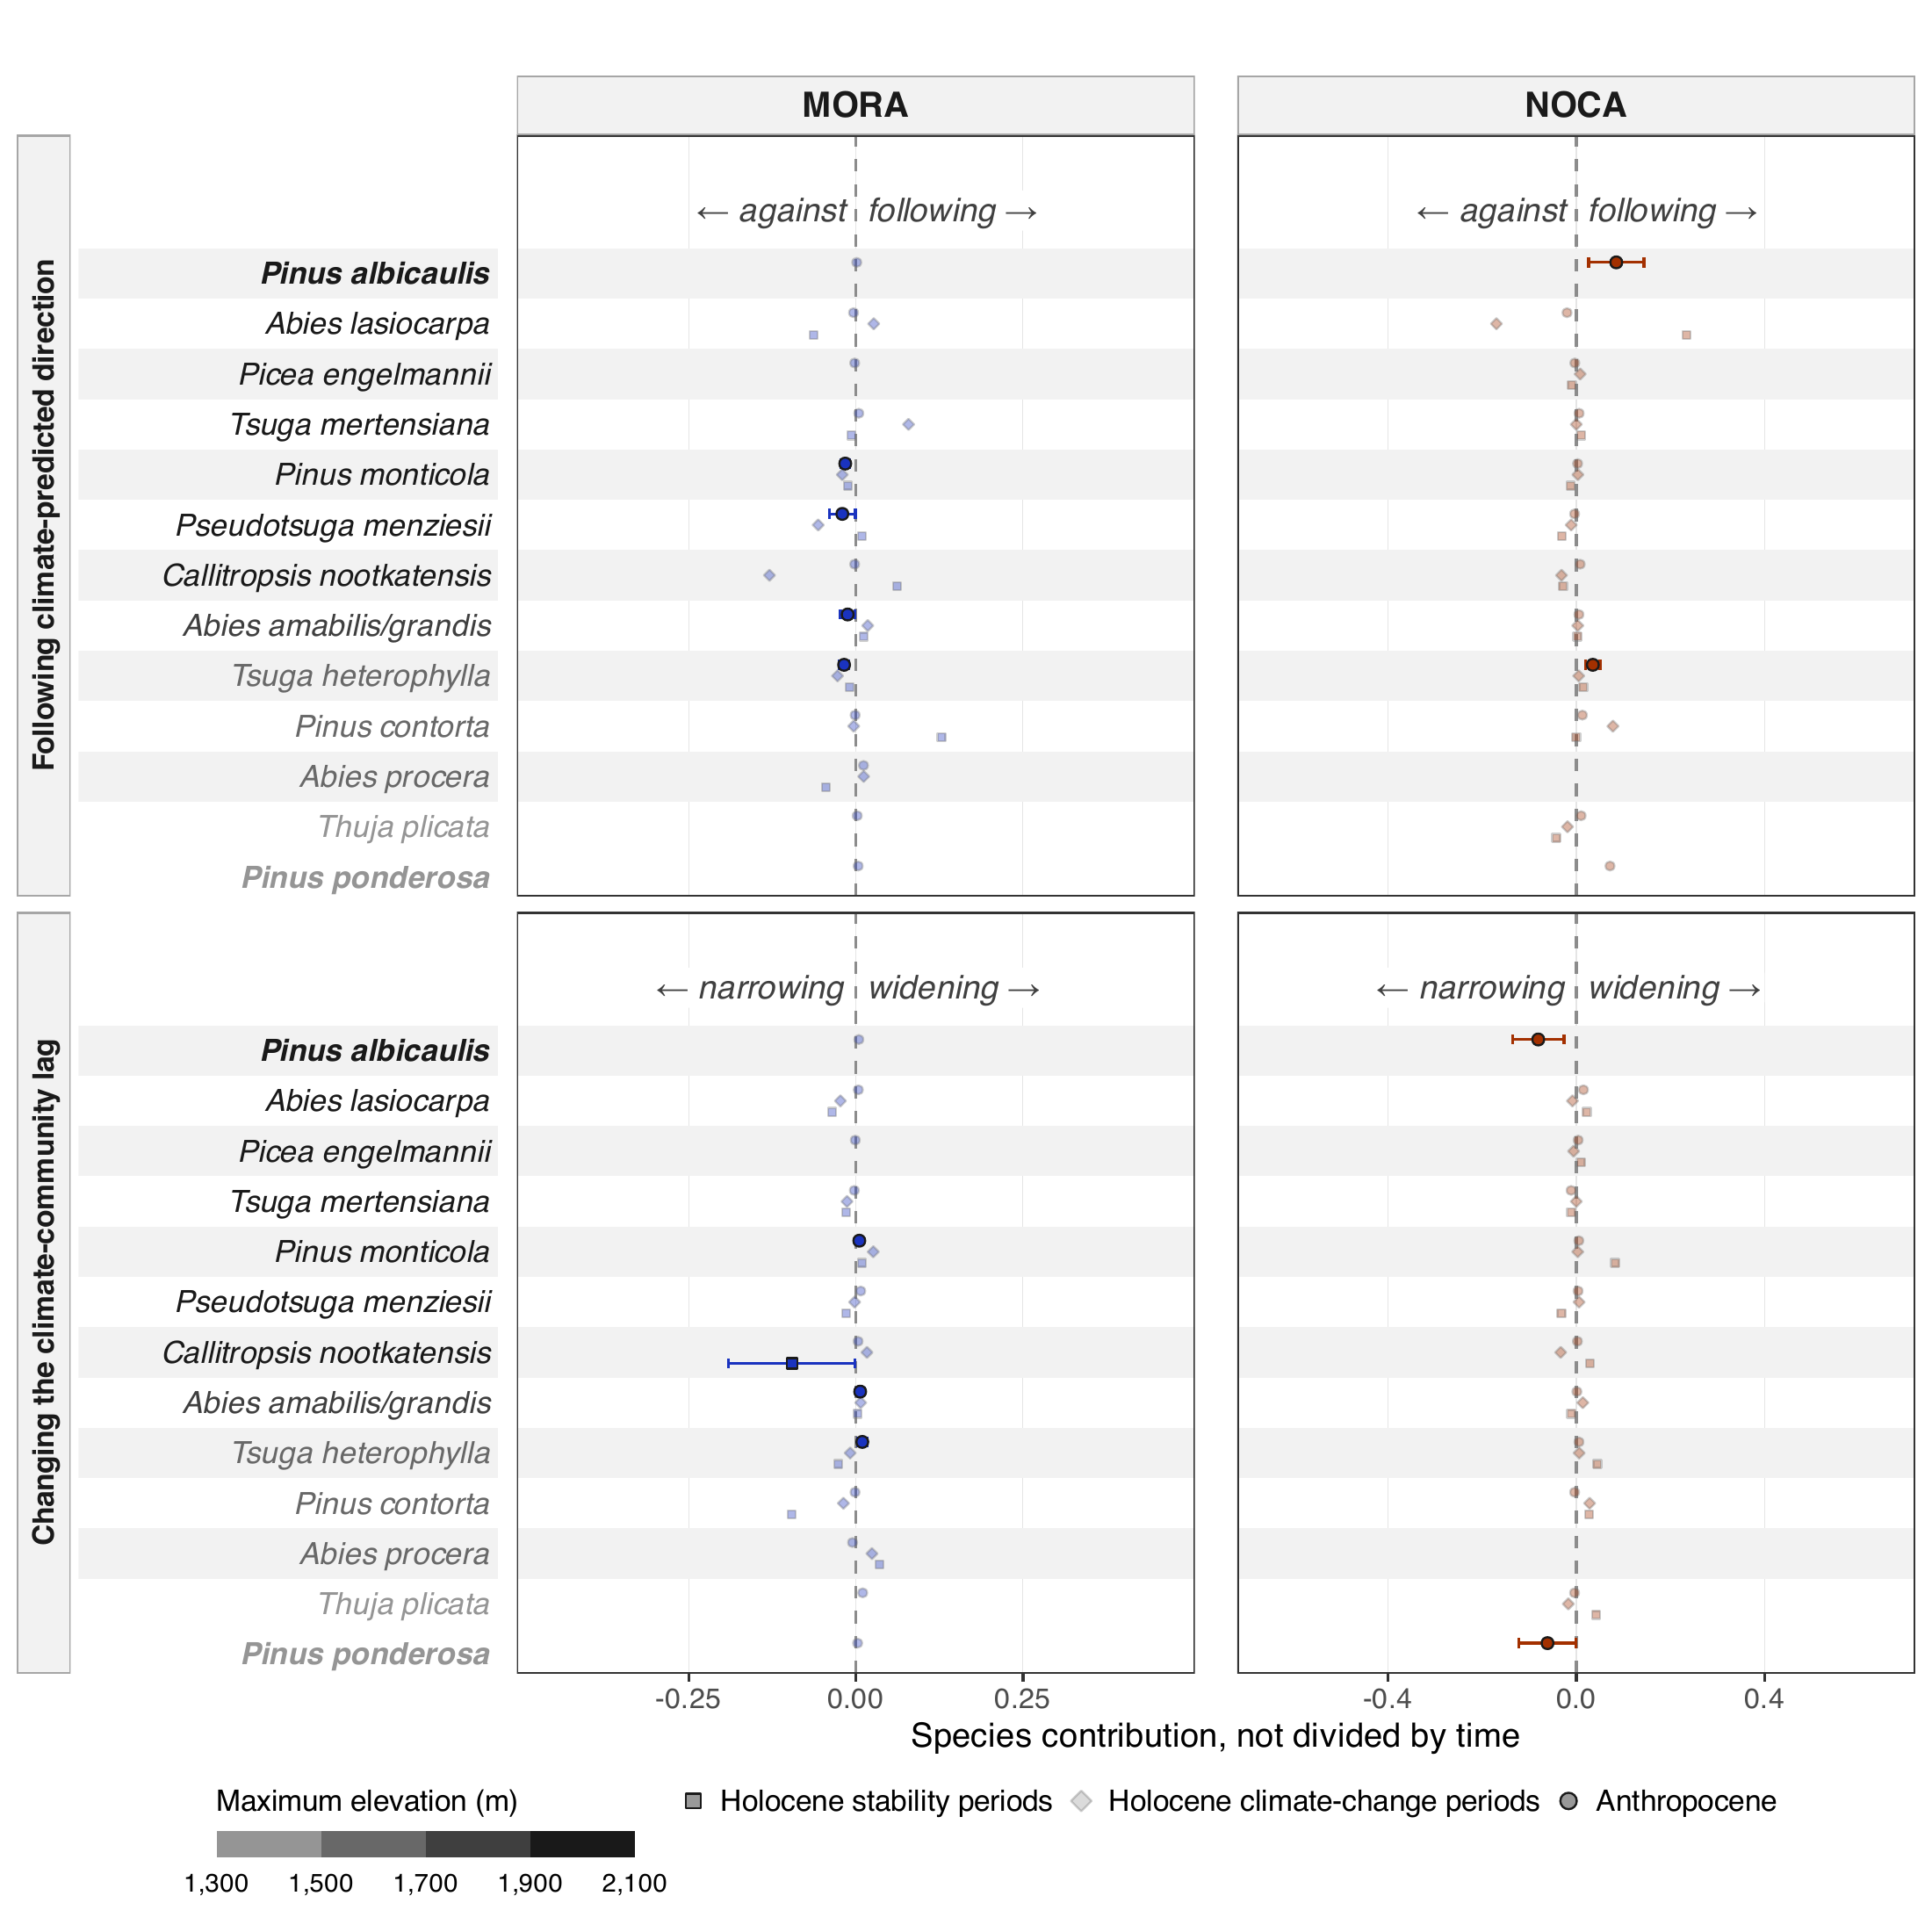 MORA
NOCA
Following climate-predicted direction
← against following →
← against following →
Pinus albicaulis
Abies lasiocarpa
Picea engelmannii
Tsuga mertensiana
Pinus monticola
Pseudotsuga menziesii
Callitropsis nootkatensis
Abies amabilis/grandis
Tsuga heterophylla
Pinus contorta
Abies procera
Thuja plicata
Pinus ponderosa
Changing the climate-community lag
← narrowing widening →
← narrowing widening →
Pinus albicaulis
Abies lasiocarpa
Picea engelmannii
Tsuga mertensiana
Pinus monticola
Pseudotsuga menziesii
Callitropsis nootkatensis
Abies amabilis/grandis
Tsuga heterophylla
Pinus contorta
Abies procera
Thuja plicata
Pinus ponderosa
-0.25 0.00 0.25
-0.4 0.0 0.4
Species contribution, not divided by time
Maximum elevation (m)
1,300 1,500 1,700 1,900 2,100
Holocene stability periods Holocene climate-change periods Anthropocene